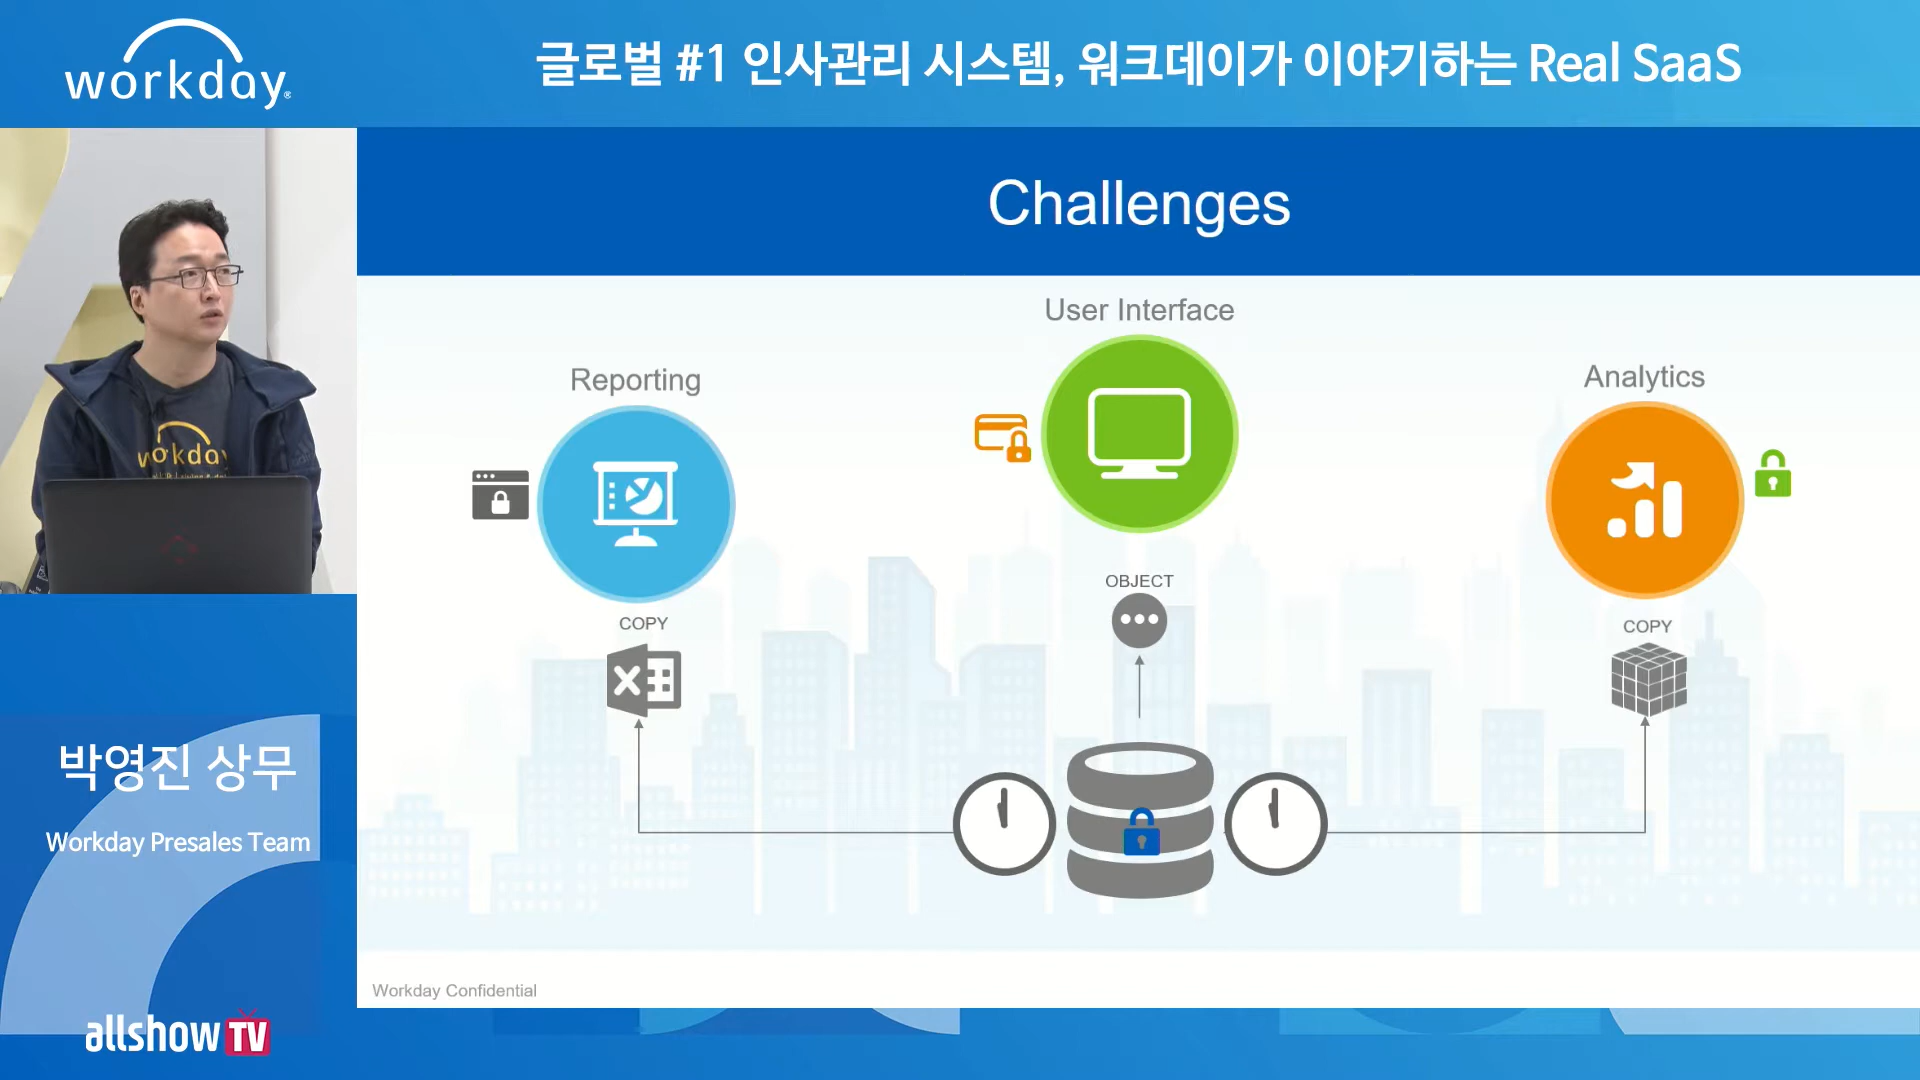 workday®
글로벌 #1 인사관리 시스템, 워크데이가 이야기하는 Real SaaS
Challenges
User Interface
Reporting
Analytics
workday
OBJECT
COPY
COPY
박영진 상무
Workday Presales Team
Workday Confidential
allshow TV